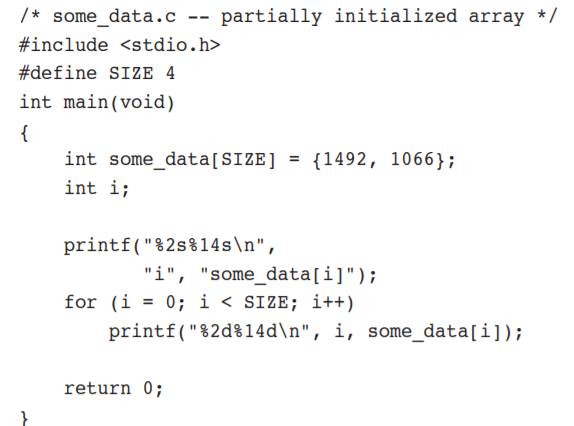 /* some_data.c -- partially initialized array */
#include <stdio.h>
#define SIZE 4
int main(void)
{
    int some_data[SIZE] = {1492, 1066};
    int i;

    printf("%2s%14s\n",
           "i", "some_data[i]");
    for (i = 0; i < SIZE; i++)
        printf("%2d%14d\n", i, some_data[i]);

    return 0;
}